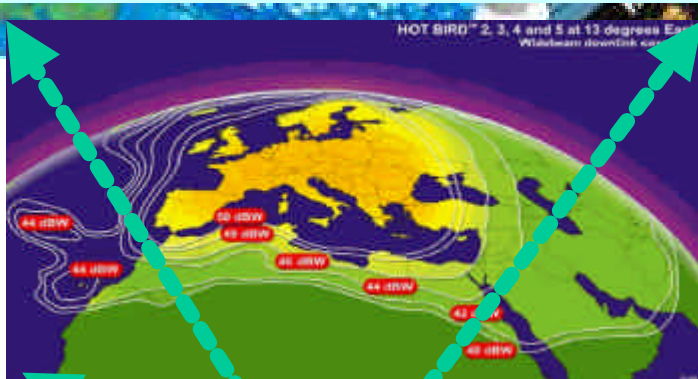 HOT BIRD™ 2, 3, 4 and 5 at 13 degrees Eas
Widebeam downlink
50 dBW
49 dBW
44 dBW
46 dBW
44 dBW
44 dBW
42 dBW
40 dBW